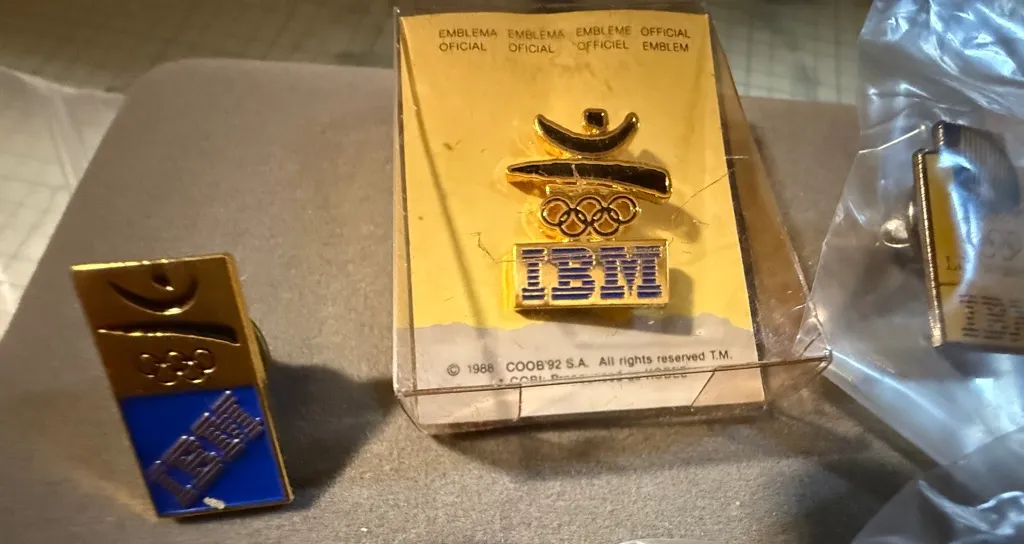 EMBLEMA EMBLEMA EMBLEME OFFICIAL
OFICIAL OFICIAL OFFICIEL EMBLEM
IBM
© 1988 COOB'92 S.A. All rights reserved T.M.
IBM